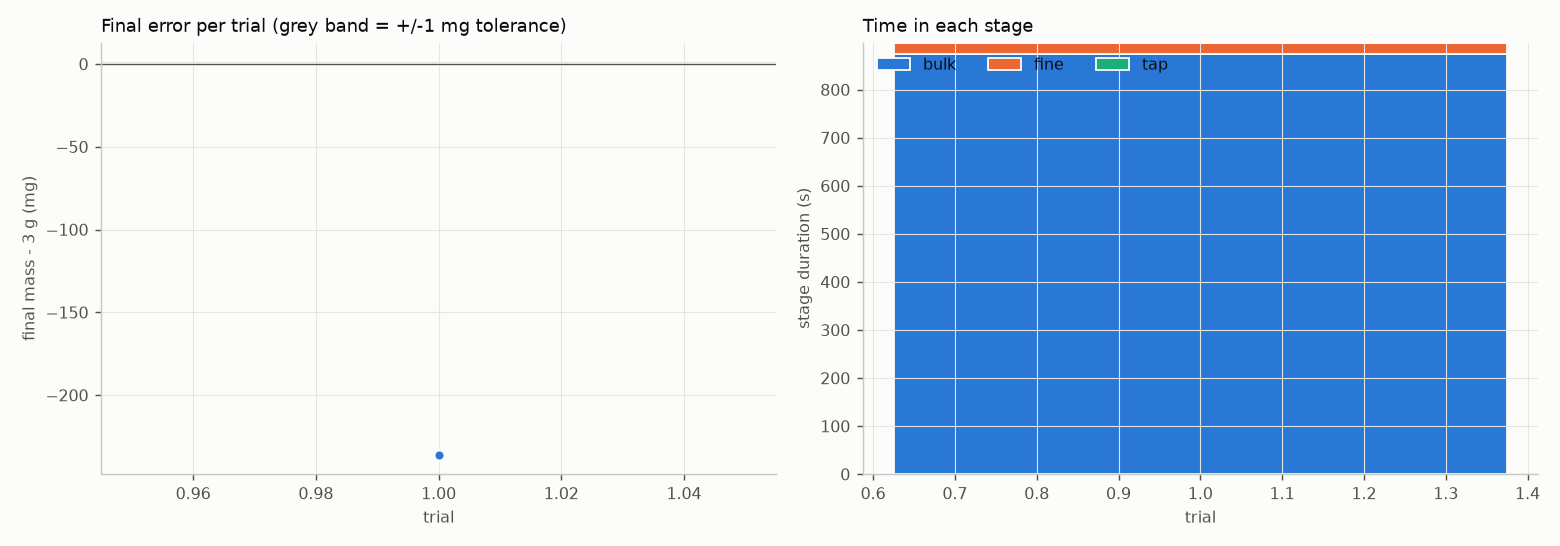 Final error per trial (grey band = +/-1 mg tolerance)
0
−50
−100
−150
−200
final mass - 3 g (mg)
0.96 0.98 1.00 1.02 1.04
trial
Time in each stage
bulk fine tap
800
700
600
500
400
300
200
100
0
stage duration (s)
0.6 0.7 0.8 0.9 1.0 1.1 1.2 1.3 1.4
trial